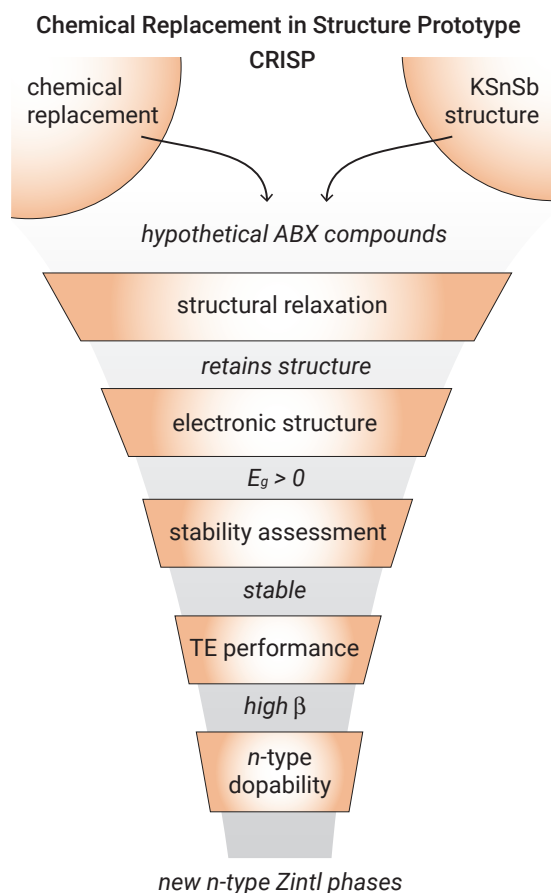 Chemical Replacement in Structure Prototype
CRISP
chemical
replacement
KSnSb
structure
hypothetical ABX compounds
structural relaxation
retains structure
electronic structure
Eg > 0
stability assessment
stable
TE performance
high β
n-type
dopability
new n-type Zintl phases